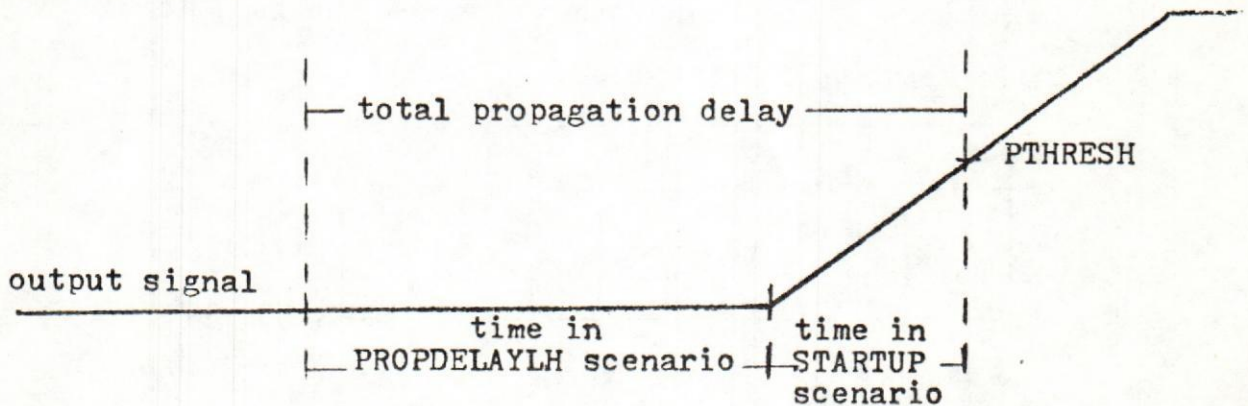 total propagation delay
PTHRESH
output signal
time in
PROPDELAYLH scenario
time in
STARTUP
scenario